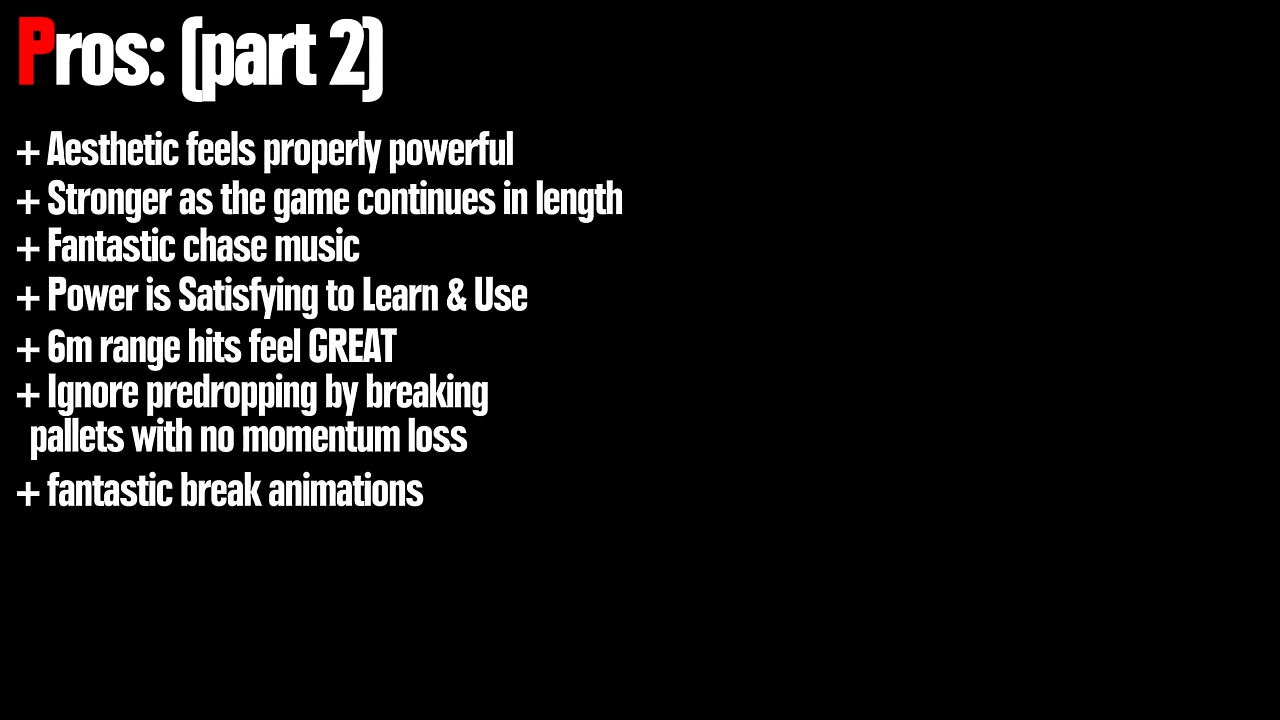 Pros: (part 2)
+ Aesthetic feels properly powerful
+ Stronger as the game continues in length
+ Fantastic chase music
+ Power is Satisfying to Learn & Use
+ 6m range hits feel GREAT
+ Ignore predropping by breaking
pallets with no momentum loss
+ fantastic break animations